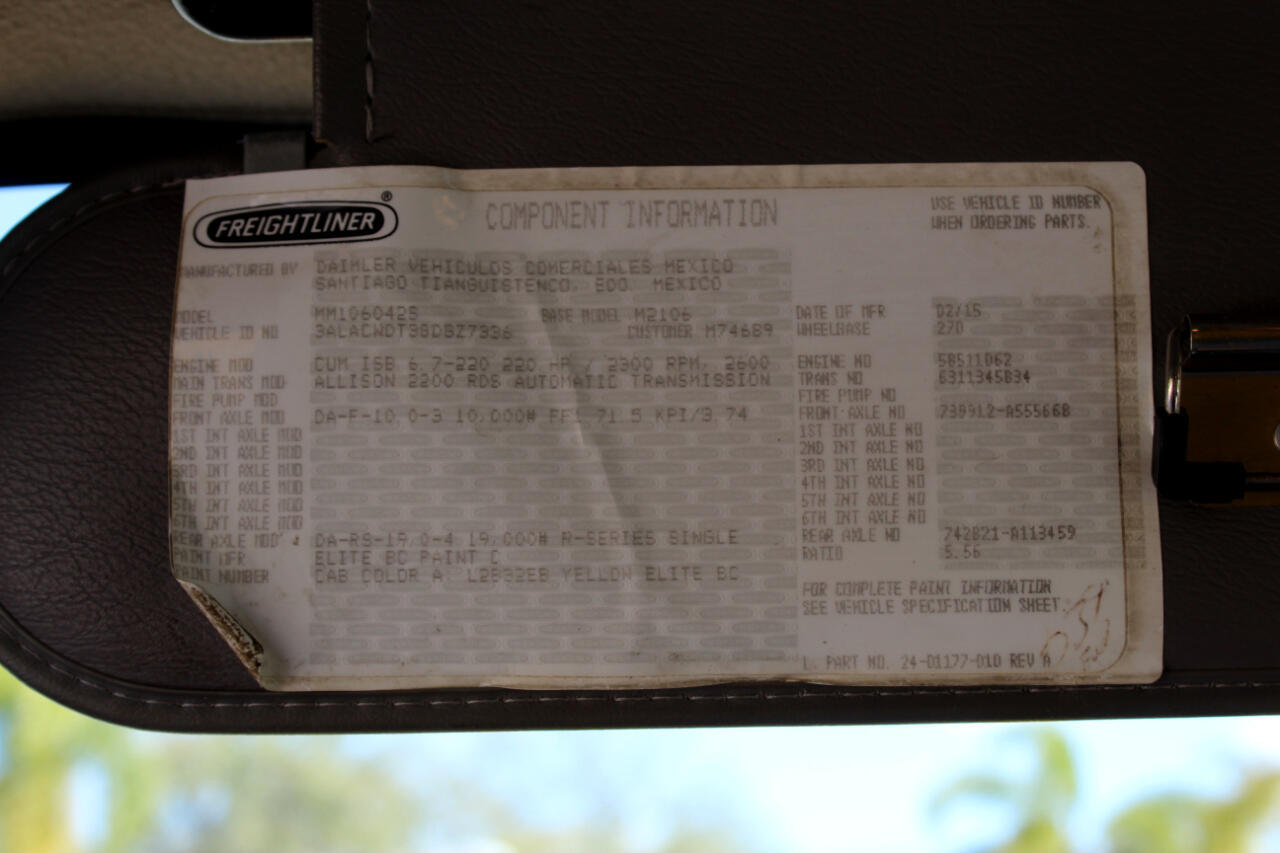 FREIGHTLINER ®
COMPONENT INFORMATION
USE VEHICLE ID NUMBER
WHEN ORDERING PARTS.
MANUFACTURED BY DAIMLER VEHICULOS COMERCIALES MEXICO
SANTIAGO TIANGUISTENCO, EDO. MEXICO
MODEL MM106042S BASE MODEL M2106 DATE OF MFR 02/15
VEHICLE ID NO CUSTOMER M74689 WHEELBASE 270
ENGINE MOD CUM ISB 6.7-220 220 HP / 2300 RPM, 2600 ENGINE NO
MAIN TRANS MOD ALLISON 2200 RDS AUTOMATIC TRANSMISSION TRANS NO 6311345834
FIRE PUMP MOD FIRE PUMP NO
FRONT AXLE MOD DA-F-10.0-3 10,000# FF1 71.5 KPI/3.74 FRONT AXLE NO
1ST INT AXLE MOD 1ST INT AXLE NO
2ND INT AXLE MOD 2ND INT AXLE NO
3RD INT AXLE MOD 3RD INT AXLE NO
4TH INT AXLE MOD 4TH INT AXLE NO
5TH INT AXLE MOD 5TH INT AXLE NO
6TH INT AXLE MOD 6TH INT AXLE NO
REAR AXLE MOD DA-RS-19.0-4 19,000# R-SERIES SINGLE REAR AXLE NO 742821-A113459
PAINT MFR ELITE BC PAINT C RATIO 5.56
PAINT NUMBER CAB COLOR A: YELLOW ELITE BC
FOR COMPLETE PAINT INFORMATION
SEE VEHICLE SPECIFICATION SHEET.
PART NO. 24-01177-010 REV A